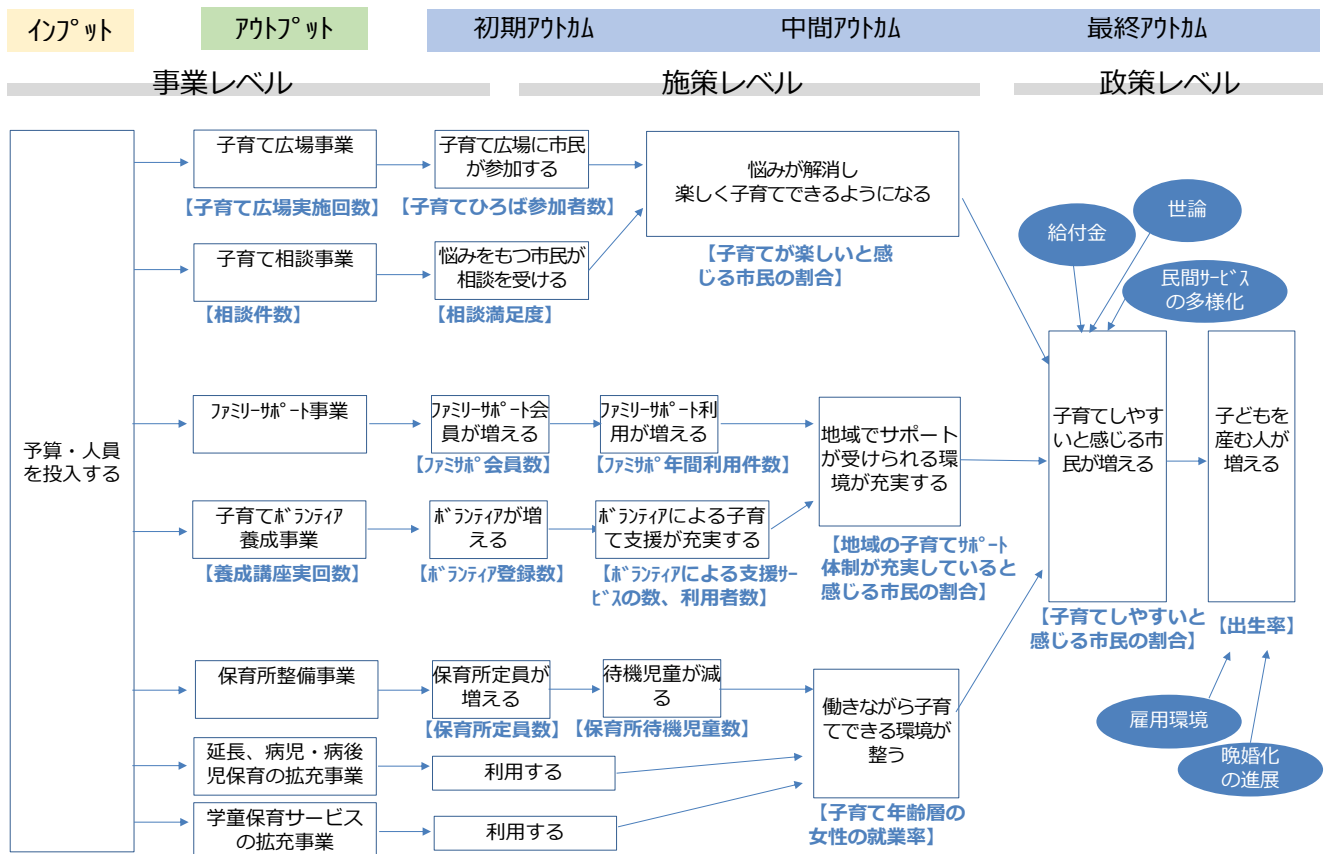 インプット
アウトプット
初期アウトカム
中間アウトカム
最終アウトカム
事業レベル
施策レベル
政策レベル
予算・人員
を投入する
子育て広場事業
【子育て広場実施回数】
子育て広場に市民
が参加する
【子育てひろば参加者数】
悩みが解消し
楽しく子育てできるようになる
【子育てが楽しいと感
じる市民の割合】
子育て相談事業
【相談件数】
悩みをもつ市民が
相談を受ける
【相談満足度】
ファミリーサポート事業
ファミリーサポート会
員が増える
【ファミサポ会員数】
ファミリーサポート利
用が増える
【ファミサポ年間利用件数】
地域でサポート
が受けられる環
境が充実する
【地域の子育てサポート
体制が充実していると
感じる市民の割合】
子育てボランティア
養成事業
【養成講座実回数】
ボランティアが増
える
【ボランティア登録数】
ボランティアによる子育
て支援が充実する
【ボランティアによる支援サー
ビスの数、利用者数】
保育所整備事業
保育所定員が
増える
【保育所定員数】
待機児童が減
る
【保育所待機児童数】
働きながら子育
てできる環境が
整う
【子育て年齢層の
女性の就業率】
延長、病児・病後
児保育の拡充事業
利用する
学童保育サービス
の拡充事業
利用する
給付金
世論
民間サービス
の多様化
子育てしやす
いと感じる市
民が増える
【子育てしやすいと
感じる市民の割合】
子どもを
産む人が
増える
【出生率】
雇用環境
晩婚化
の進展